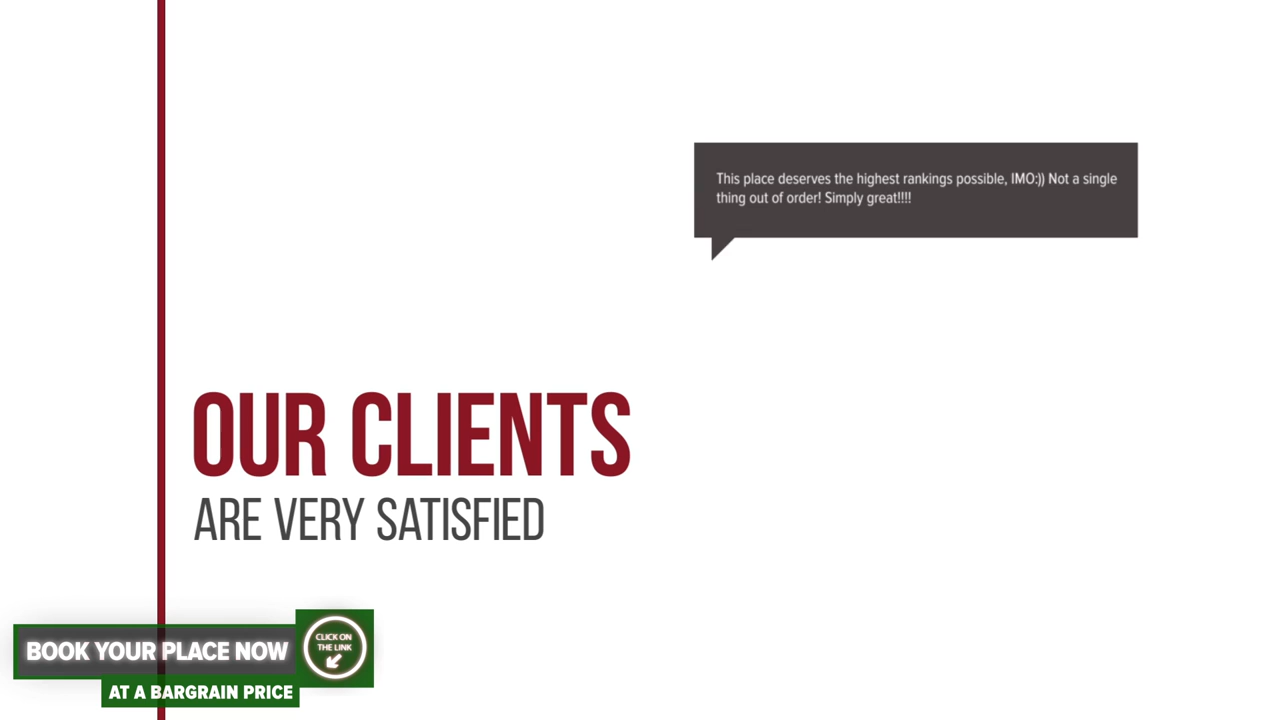 This place deserves the highest rankings possible, IMO:)) Not a single
thing out of order! Simply great!!!!
OUR CLIENTS
ARE VERY SATISFIED
BOOK YOUR PLACE NOW
CLICK ON
THE LINK
AT A BARGRAIN PRICE